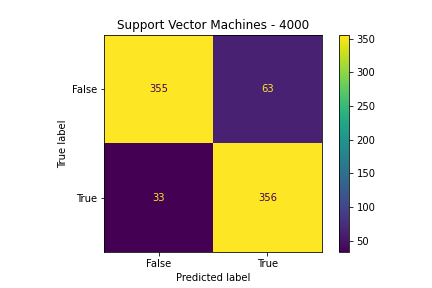 Support Vector Machines - 4000
False
355
63
True
33
356
False
True
Predicted label
True label
350
300
250
200
150
100
50